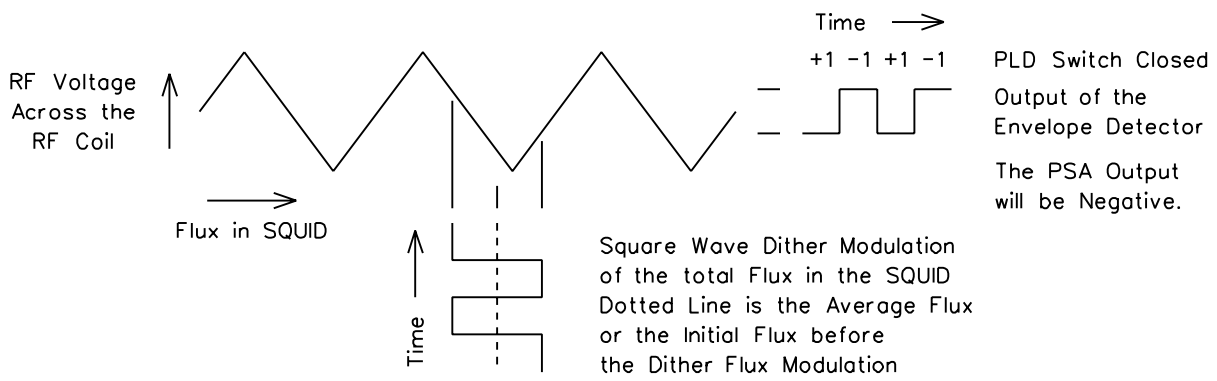 Time
+1 -1 +1 -1
PLD Switch Closed
RF Voltage
Across the
RF Coil
Output of the
Envelope Detector
The PSA Output
will be Negative.
Flux in SQUID
Time
Square Wave Dither Modulation
of the total Flux in the SQUID
Dotted Line is the Average Flux
or the Initial Flux before
the Dither Flux Modulation